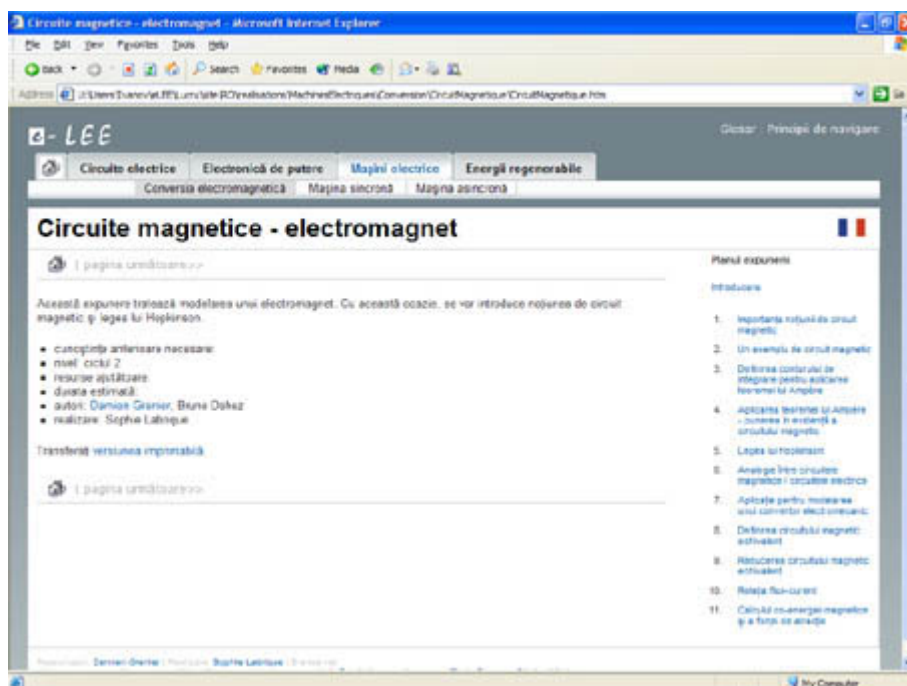 Circuite magnetice - electromagnet - Microsoft Internet Explorer
File Edit View Favorites Tools Help
Back Search Favorites Media
Address
e-LEE
Glosar Principii de navigare
Circuite electrice Electronică de putere Mașini electrice Energii regenerabile
Conversia electromagnetică Mașina sincronă Mașina asincronă
Circuite magnetice - electromagnet
| pagina următoare>>
Această expunere tratează modelarea unui electromagnet. Cu această ocazie, se vor introduce noțiunea de circuit
magnetic și legea lui Hopkinson.
cunoștințe anterioare necesare:
nivel: ciclul 2
resurse ajutătoare:
durata estimată:
autori: Damien Grenier, Bruno Dehez
realizare: Sophie Labrique
Transferați versiunea imprimabilă
| pagina următoare>>
Planul expunerii
Introducere
1. Importanța noțiunii de circuit
magnetic
2. Un exemplu de circuit magnetic
3. Definirea conturului de
integrare pentru aplicarea
teoremei lui Ampère
4. Aplicarea teoremei lui Ampère
- punerea în evidență a
circuitului magnetic
5. Legea lui Hopkinson
6. Analogie între circuitele
magnetice / circuitele electrice
7. Aplicație pentru modelarea
unui convertor electromecanic
8. Definirea circuitului magnetic
echivalent
9. Reducerea circuitului magnetic
echivalent
10. Relația flux-curent
11. Calculul co-energiei magnetice
și a forței de atracție
Damien Grenier Sophie Labrique
My Computer